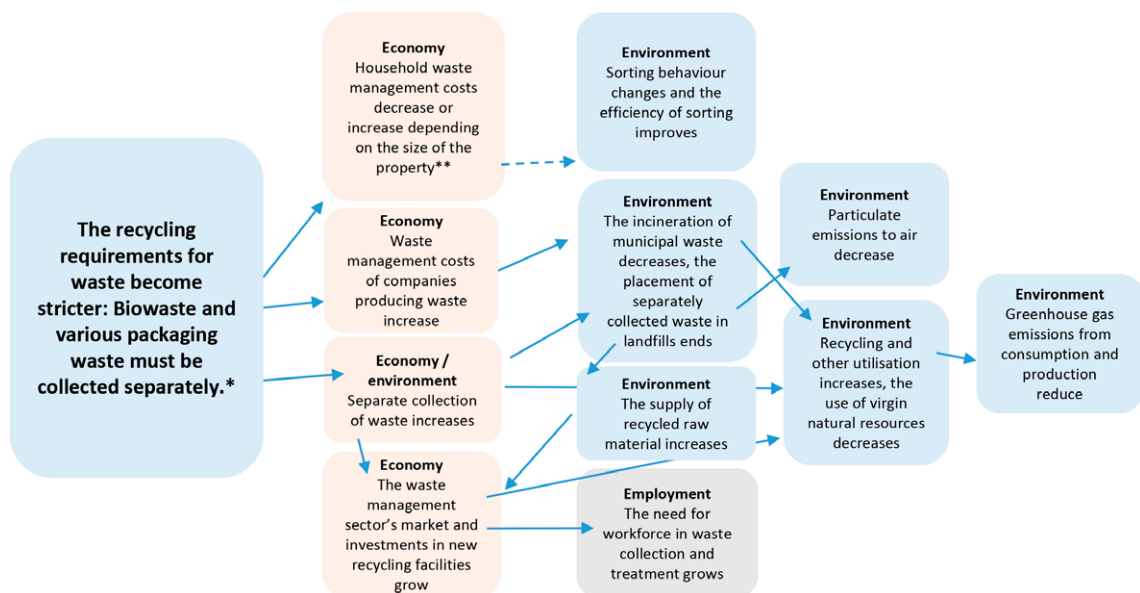 The recycling
requirements for
waste become
stricter: Biowaste and
various packaging
waste must be
collected separately.*
Economy
Household waste
management costs
decrease or
increase depending
on the size of the
property**
Economy
Waste
management
costs of companies
producing waste
increase
Economy /
environment
Separate collection
of waste increases
Economy
The waste
management
sector's market and
investments in new
recycling facilities
grow
Environment
Sorting behaviour
changes and the
efficiency of sorting
improves
Environment
The incineration of
municipal waste
decreases, the
placement of
separately
collected waste in
landfills ends
Environment
The supply of
recycled raw
material increases
Employment
The need for
workforce in waste
collection and
treatment grows
Environment
Particulate
emissions to air
decrease
Environment
Recycling and
other utilisation
increases, the
use of virgin
natural resources
decreases
Environment
Greenhouse gas
emissions from
consumption and
production
reduce